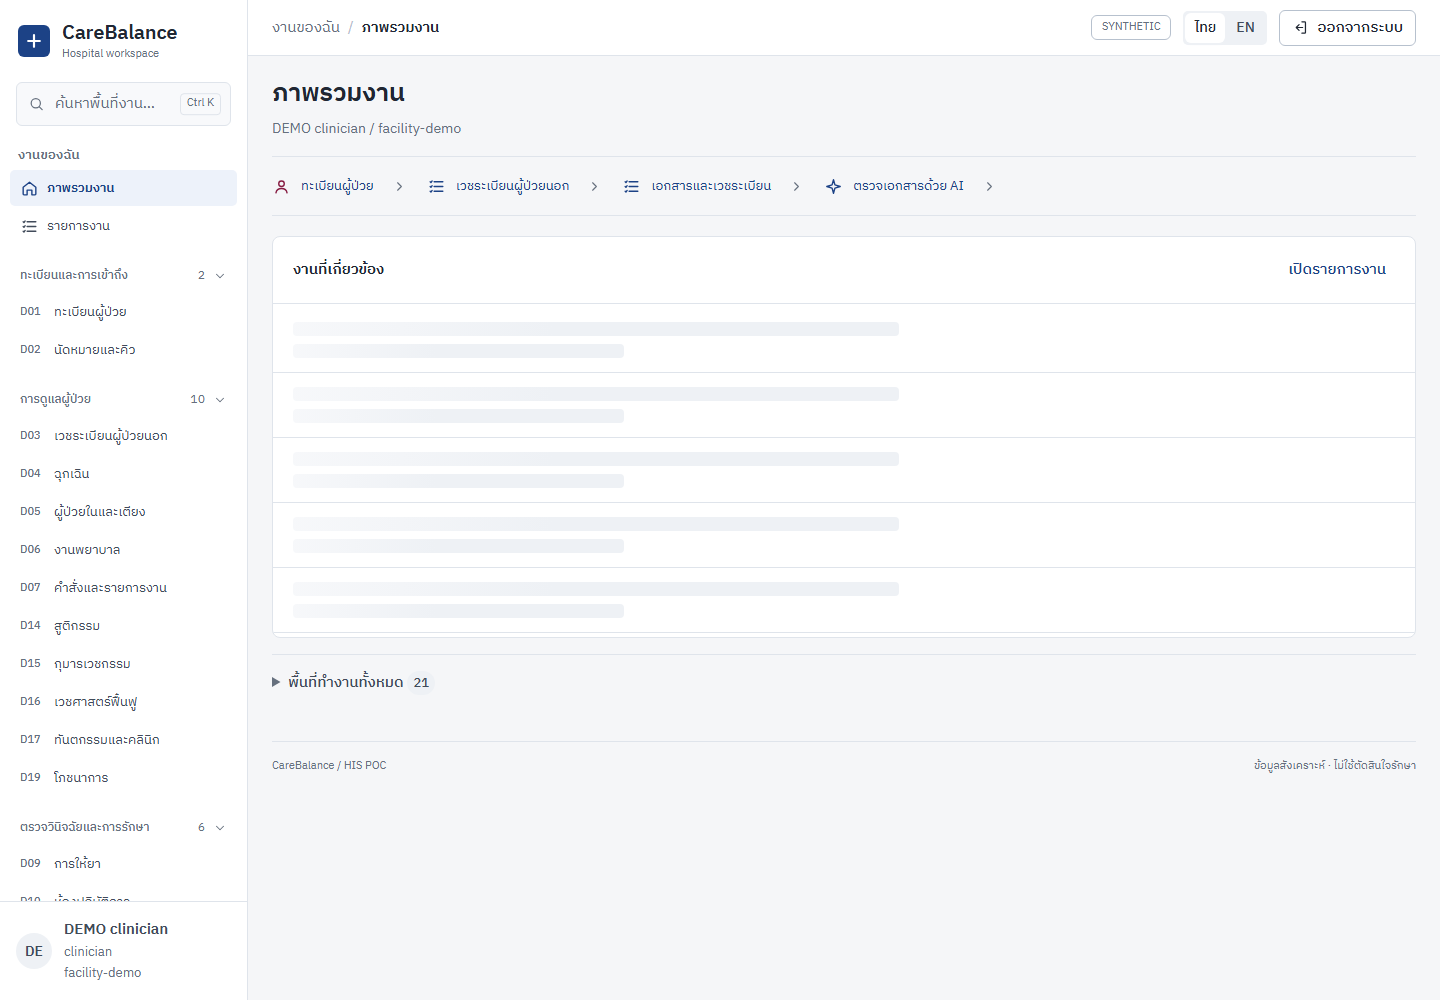 CareBalance
Hospital workspace
ค้นหาพื้นที่งาน... Ctrl K
งานของฉัน
ภาพรวมงาน
รายการงาน
ทะเบียนและการเข้าถึง 2
D01 ทะเบียนผู้ป่วย
D02 นัดหมายและคิว
การดูแลผู้ป่วย 10
D03 เวชระเบียนผู้ป่วยนอก
D04 ฉุกเฉิน
D05 ผู้ป่วยในและเตียง
D06 งานพยาบาล
D07 คำสั่งและรายการงาน
D14 สูติกรรม
D15 กุมารเวชกรรม
D16 เวชศาสตร์ฟื้นฟู
D17 ทันตกรรมและคลินิก
D19 โภชนาการ
ตรวจวินิจฉัยและการรักษา 6
D09 การให้ยา
DE
DEMO clinician
clinician
facility-demo
งานของฉัน / ภาพรวมงาน
SYNTHETIC ไทย EN ออกจากระบบ
ภาพรวมงาน
DEMO clinician / facility-demo
ทะเบียนผู้ป่วย เวชระเบียนผู้ป่วยนอก เอกสารและเวชระเบียน ตรวจเอกสารด้วย AI
งานที่เกี่ยวข้อง เปิดรายการงาน
พื้นที่ทำงานทั้งหมด 21
CareBalance / HIS POC ข้อมูลสังเคราะห์ · ไม่ใช้ตัดสินใจรักษา